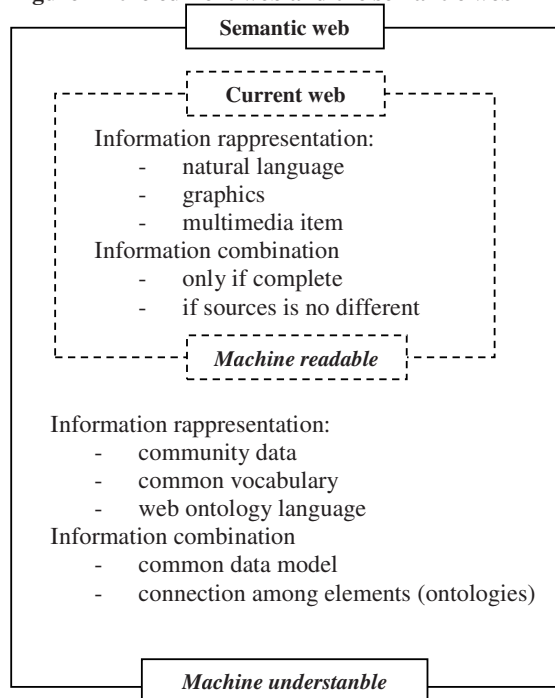 Semantic web
Current web
Information rappresentation:
- natural language
- graphics
- multimedia item
Information combination
- only if complete
- if sources is no different
Machine readable
Information rappresentation:
- community data
- common vocabulary
- web ontology language
Information combination
- common data model
- connection among elements (ontologies)
Machine understanble